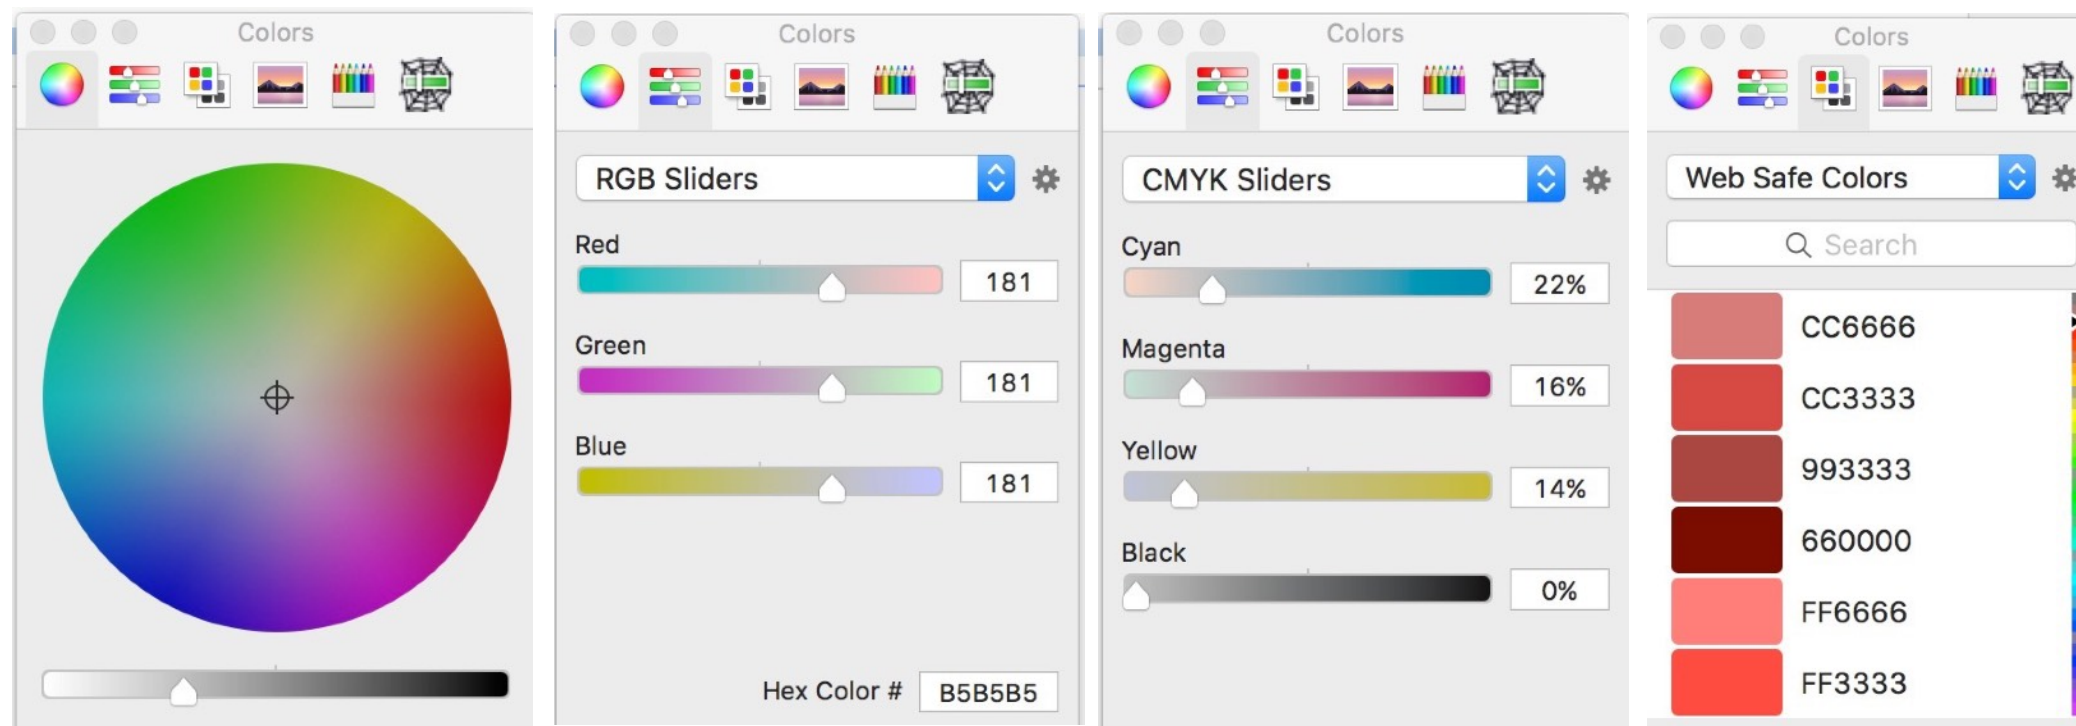 Colors
Colors
RGB Sliders
Red
181
Green
181
Blue
181
Hex Color # B5B5B5
Colors
CMYK Sliders
Cyan
22%
Magenta
16%
Yellow
14%
Black
0%
Colors
Web Safe Colors
Search
CC6666
CC3333
993333
660000
FF6666
FF3333